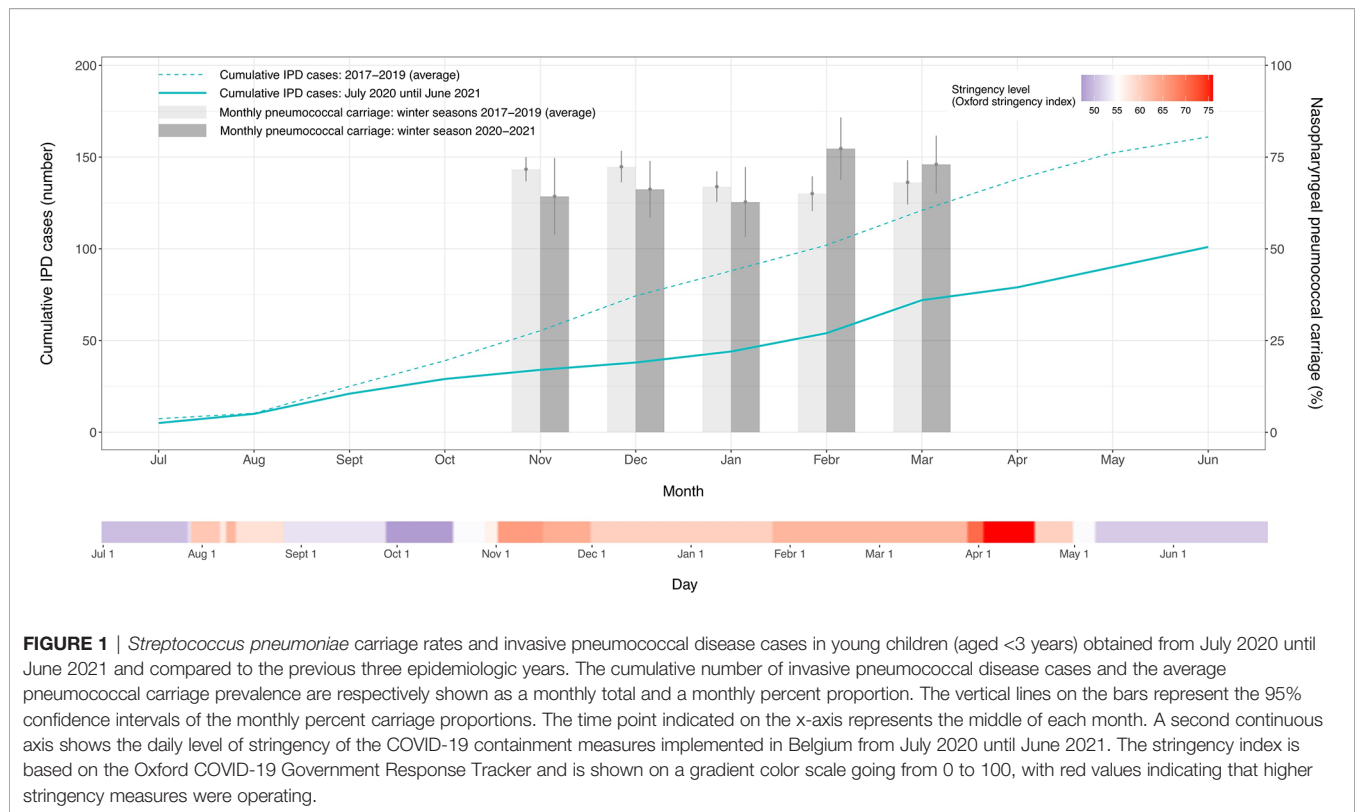 200
150
100
50
0
Cumulative IPD cases (number)
Cumulative IPD cases: 2017–2019 (average)
Cumulative IPD cases: July 2020 until June 2021
Monthly pneumococcal carriage: winter seasons 2017–2019 (average)
Monthly pneumococcal carriage: winter season 2020–2021
Stringency level
(Oxford stringency index)
50 55 60 65 70 75
100
75
50
25
0
Nasopharyngeal pneumococcal carriage (%)
Jul Aug Sept Oct Nov Dec Jan Febr Mar Apr May Jun
Month
Jul 1 Aug 1 Sept 1 Oct 1 Nov 1 Dec 1 Jan 1 Febr 1 Mar 1 Apr 1 May 1 Jun 1
Day
FIGURE 1 | Streptococcus pneumoniae carriage rates and invasive pneumococcal disease cases in young children (aged <3 years) obtained from July 2020 until
June 2021 and compared to the previous three epidemiologic years. The cumulative number of invasive pneumococcal disease cases and the average
pneumococcal carriage prevalence are respectively shown as a monthly total and a monthly percent proportion. The vertical lines on the bars represent the 95%
confidence intervals of the monthly percent carriage proportions. The time point indicated on the x-axis represents the middle of each month. A second continuous
axis shows the daily level of stringency of the COVID-19 containment measures implemented in Belgium from July 2020 until June 2021. The stringency index is
based on the Oxford COVID-19 Government Response Tracker and is shown on a gradient color scale going from 0 to 100, with red values indicating that higher
stringency measures were operating.